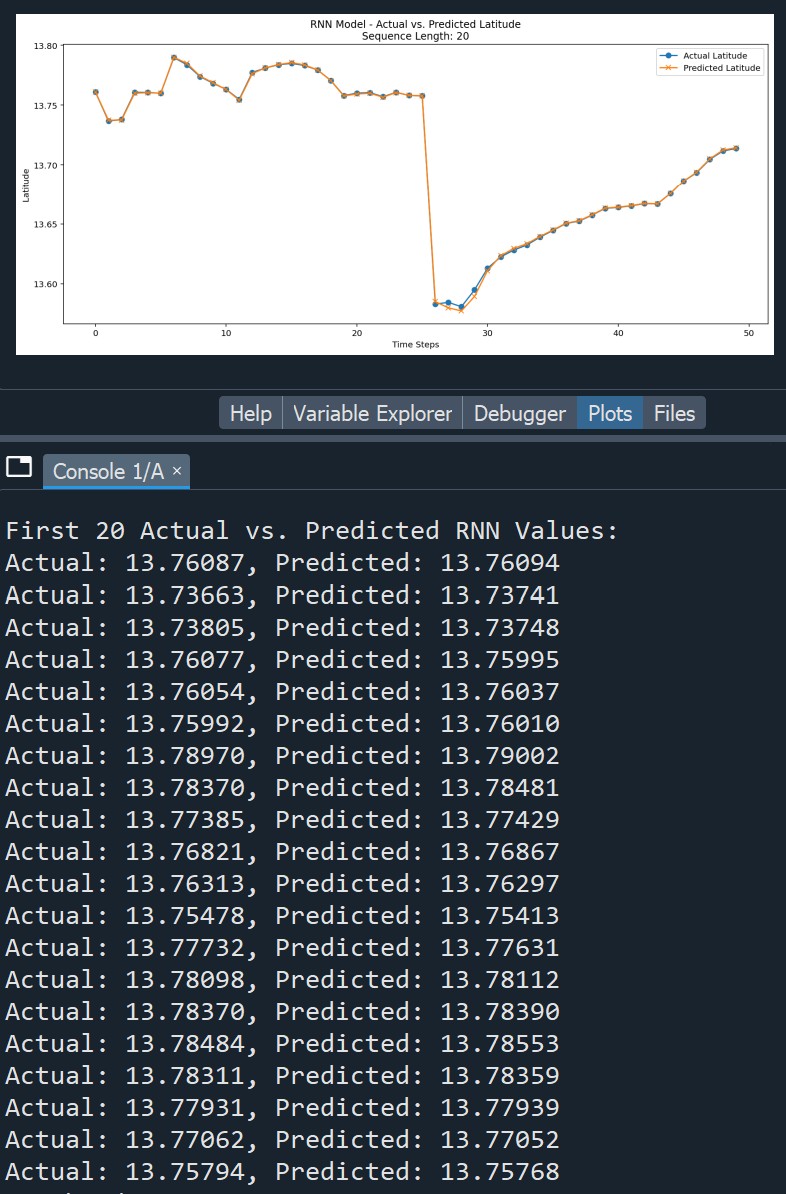 RNN Model - Actual vs. Predicted Latitude
Sequence Length: 20
Actual Latitude
Predicted Latitude
13.80
13.75
13.70
13.65
13.60
Latitude
0 10 20 30 40 50
Time Steps
Help Variable Explorer Debugger Plots Files
Console 1/A ×
First 20 Actual vs. Predicted RNN Values:
Actual: 13.76087, Predicted: 13.76094
Actual: 13.73663, Predicted: 13.73741
Actual: 13.73805, Predicted: 13.73748
Actual: 13.76077, Predicted: 13.75995
Actual: 13.76054, Predicted: 13.76037
Actual: 13.75992, Predicted: 13.76010
Actual: 13.78970, Predicted: 13.79002
Actual: 13.78370, Predicted: 13.78481
Actual: 13.77385, Predicted: 13.77429
Actual: 13.76821, Predicted: 13.76867
Actual: 13.76313, Predicted: 13.76297
Actual: 13.75478, Predicted: 13.75413
Actual: 13.77732, Predicted: 13.77631
Actual: 13.78098, Predicted: 13.78112
Actual: 13.78370, Predicted: 13.78390
Actual: 13.78484, Predicted: 13.78553
Actual: 13.78311, Predicted: 13.78359
Actual: 13.77931, Predicted: 13.77939
Actual: 13.77062, Predicted: 13.77052
Actual: 13.75794, Predicted: 13.75768